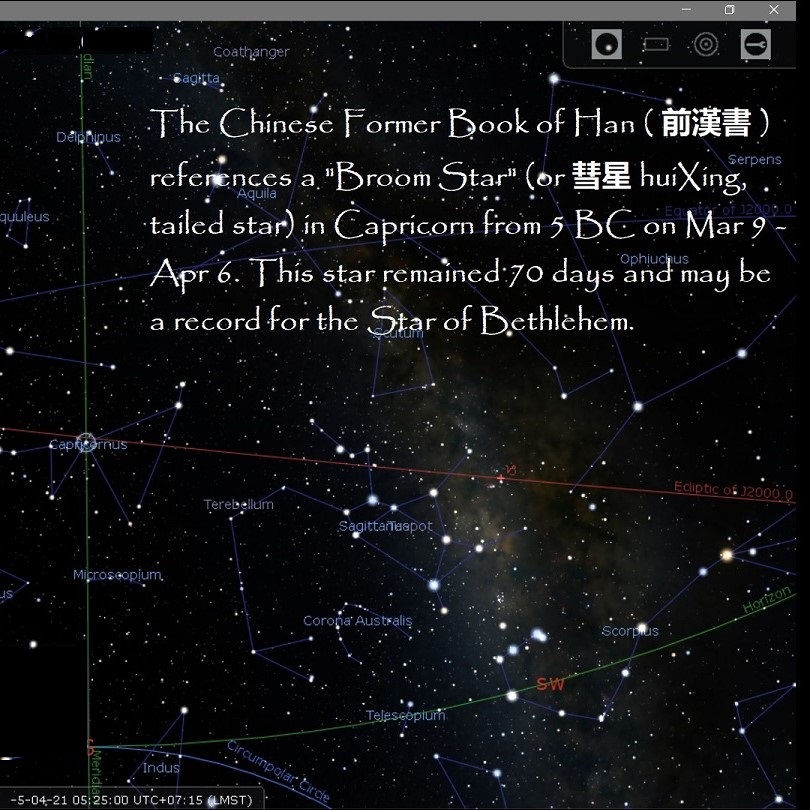 Coathanger
Sagitta
Delphinus
The Chinese Former Book of Han ( 前漢書 )
Serpens
references a "Broom Star" (or 彗星 huiXing,
Aquila
quuleus
Equator of J2000.0
tailed star) in Capricorn from 5 BC on Mar 9 -
Ophiuchus
Apr 6. This star remained 70 days and may be
a record for the Star of Bethlehem.
Scutum
Capricornus
♑
Ecliptic of J2000.0
Terebellum
Sagittarius
Teapot
Microscopium
us
Horizon
Corona Australis
Scorpius
SW
Telescopium
Meridian
Circumpolar Circle
Indus
-5-04-21 05:25:00 UTC+07:15 (LMST)